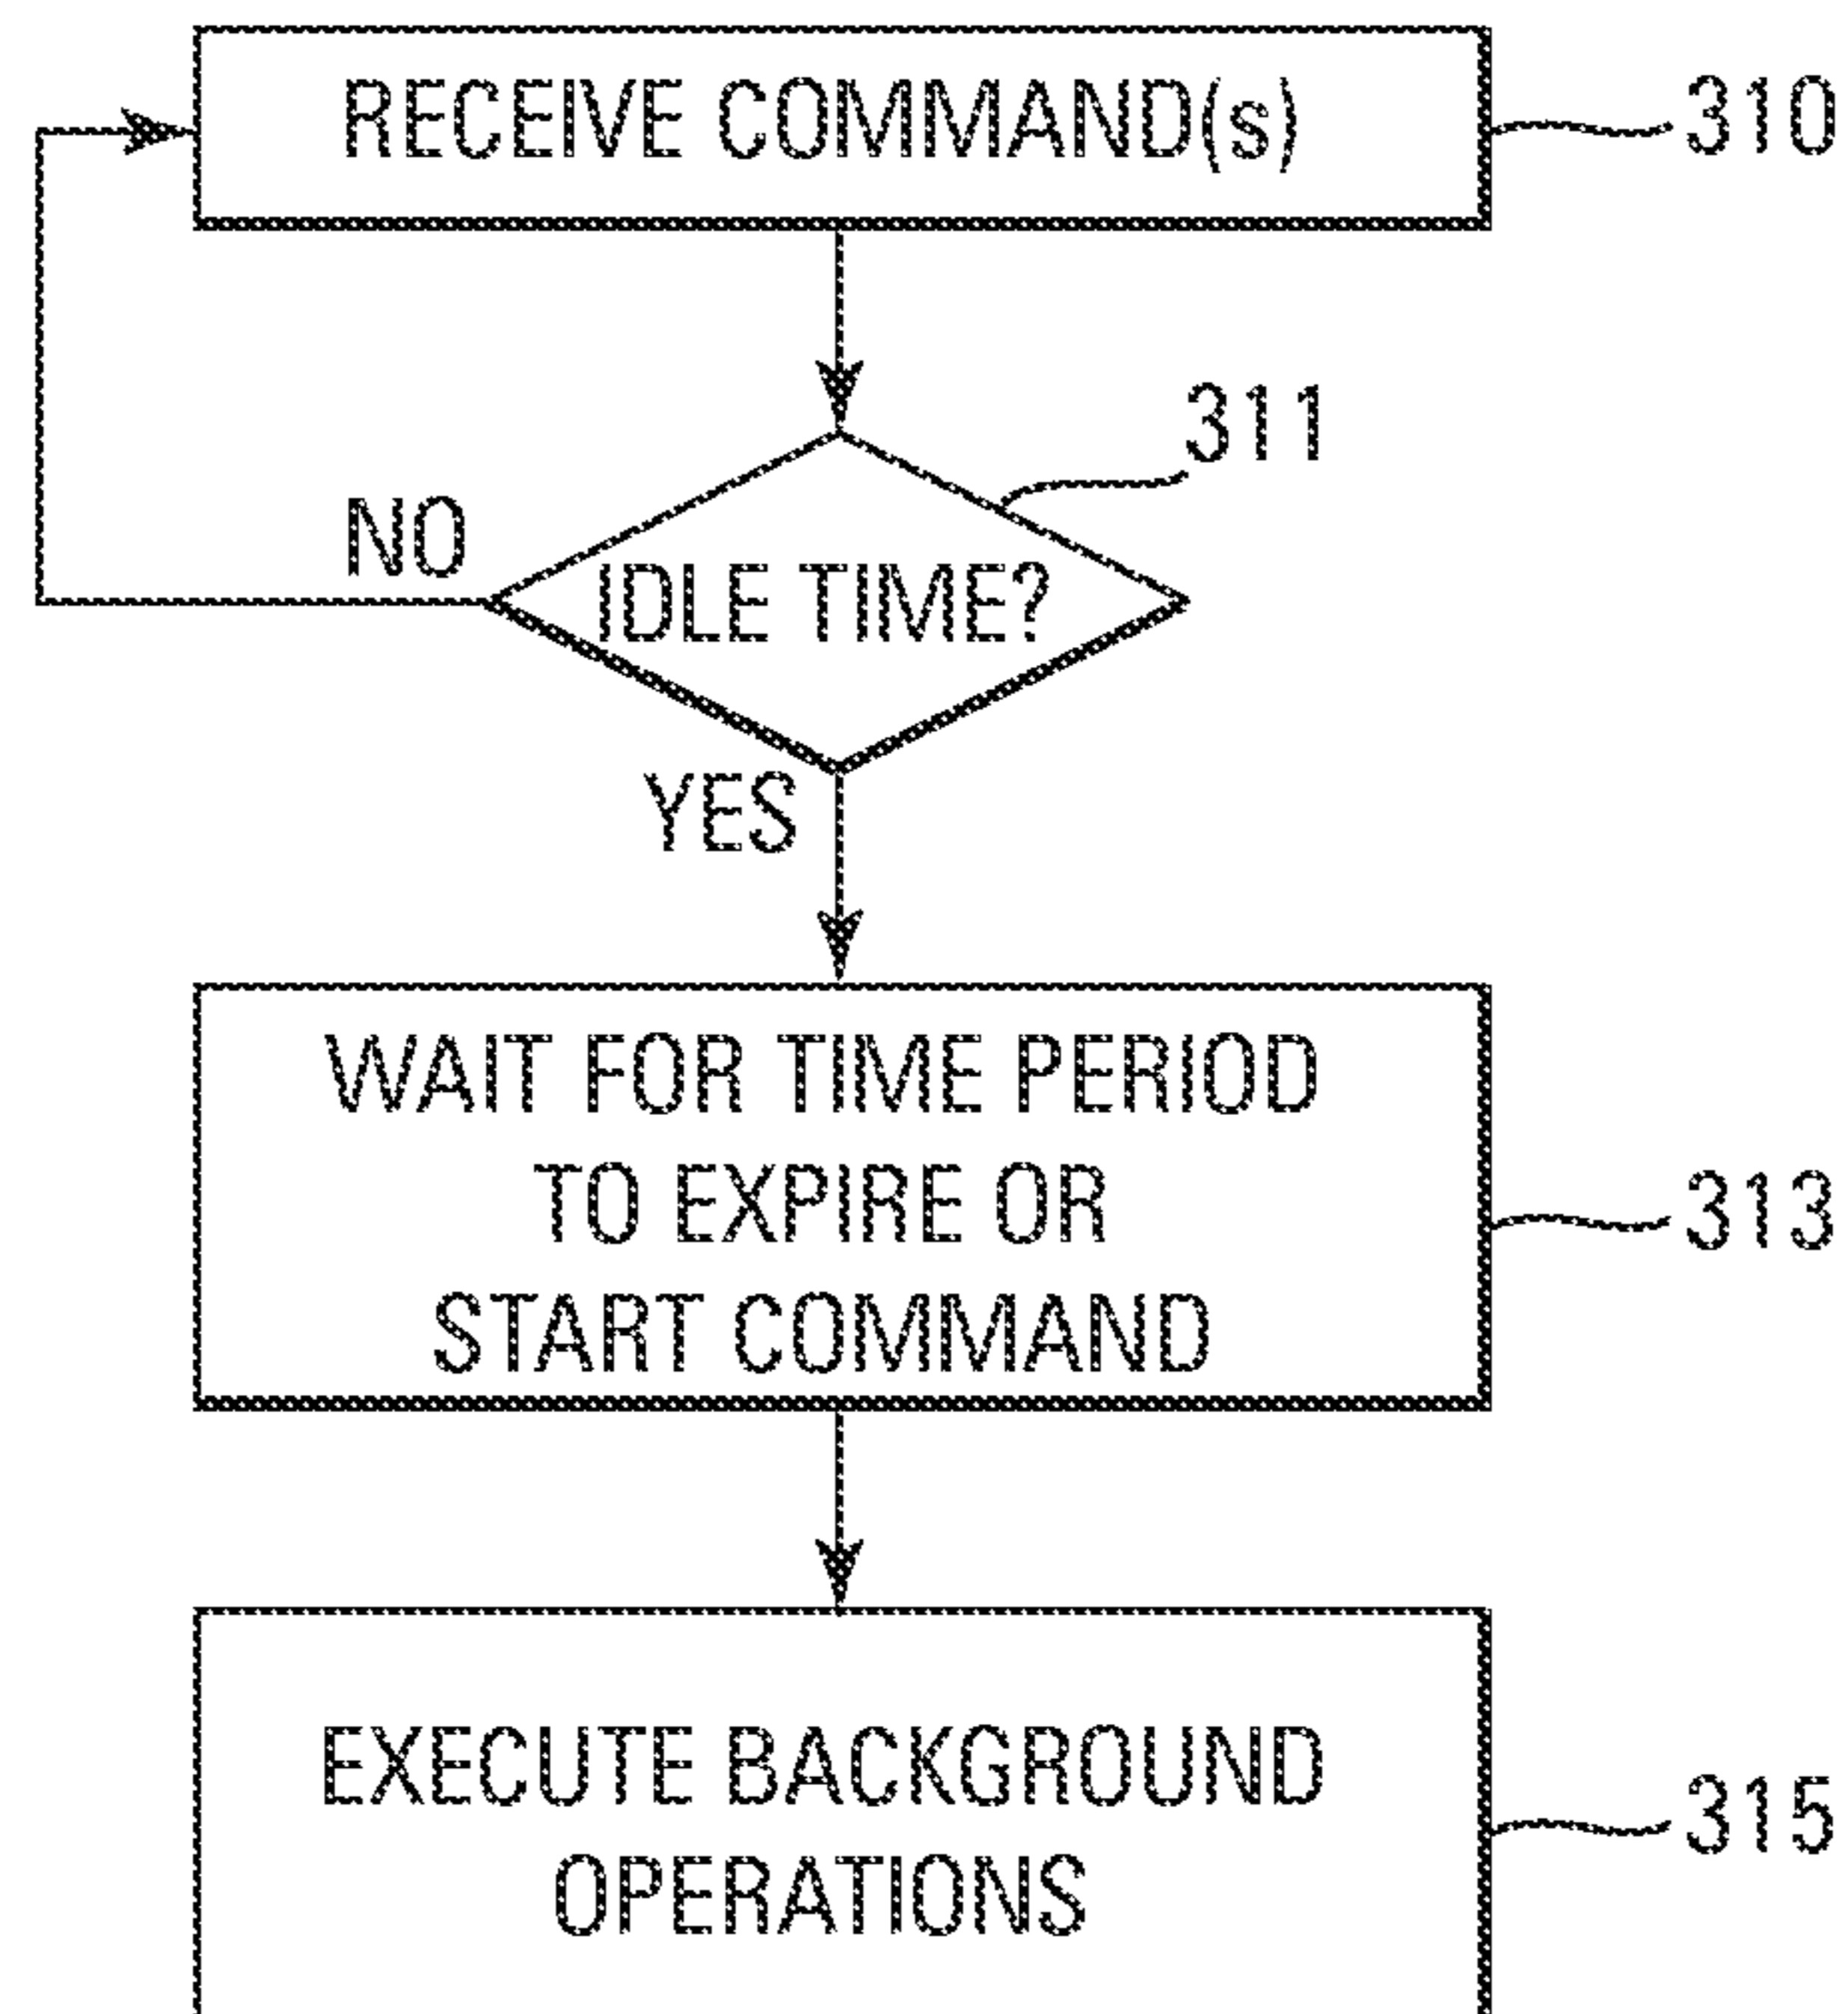 RECEIVE COMMAND(s)
310
311
NO
IDLE TIME?
YES
WAIT FOR TIME PERIOD
TO EXPIRE OR
START COMMAND
313
EXECUTE BACKGROUND
OPERATIONS
315